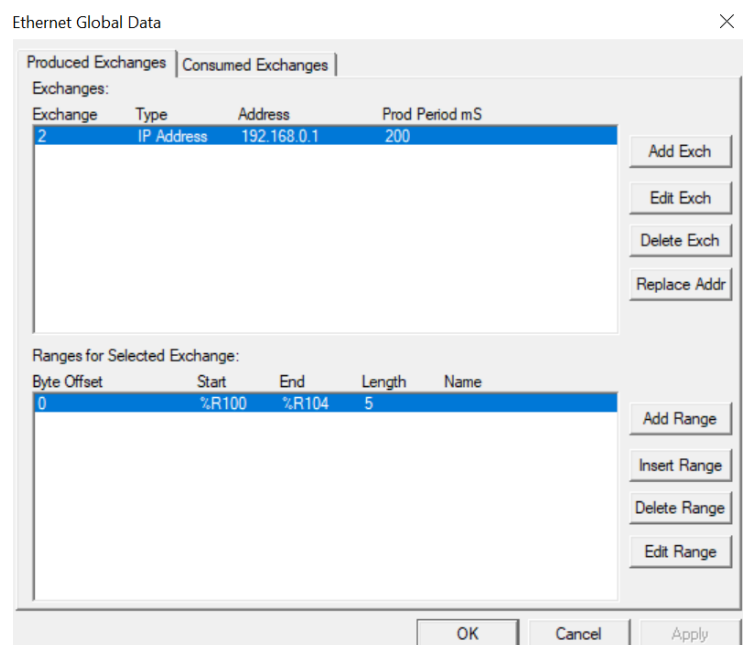 Ethernet Global Data
Produced Exchanges Consumed Exchanges
Exchanges:
Exchange Type Address Prod Period mS
2 IP Address 192.168.0.1 200
Add Exch
Edit Exch
Delete Exch
Replace Addr
Ranges for Selected Exchange:
Byte Offset Start End Length Name
0 %R100 %R104 5
Add Range
Insert Range
Delete Range
Edit Range
OK Cancel Apply